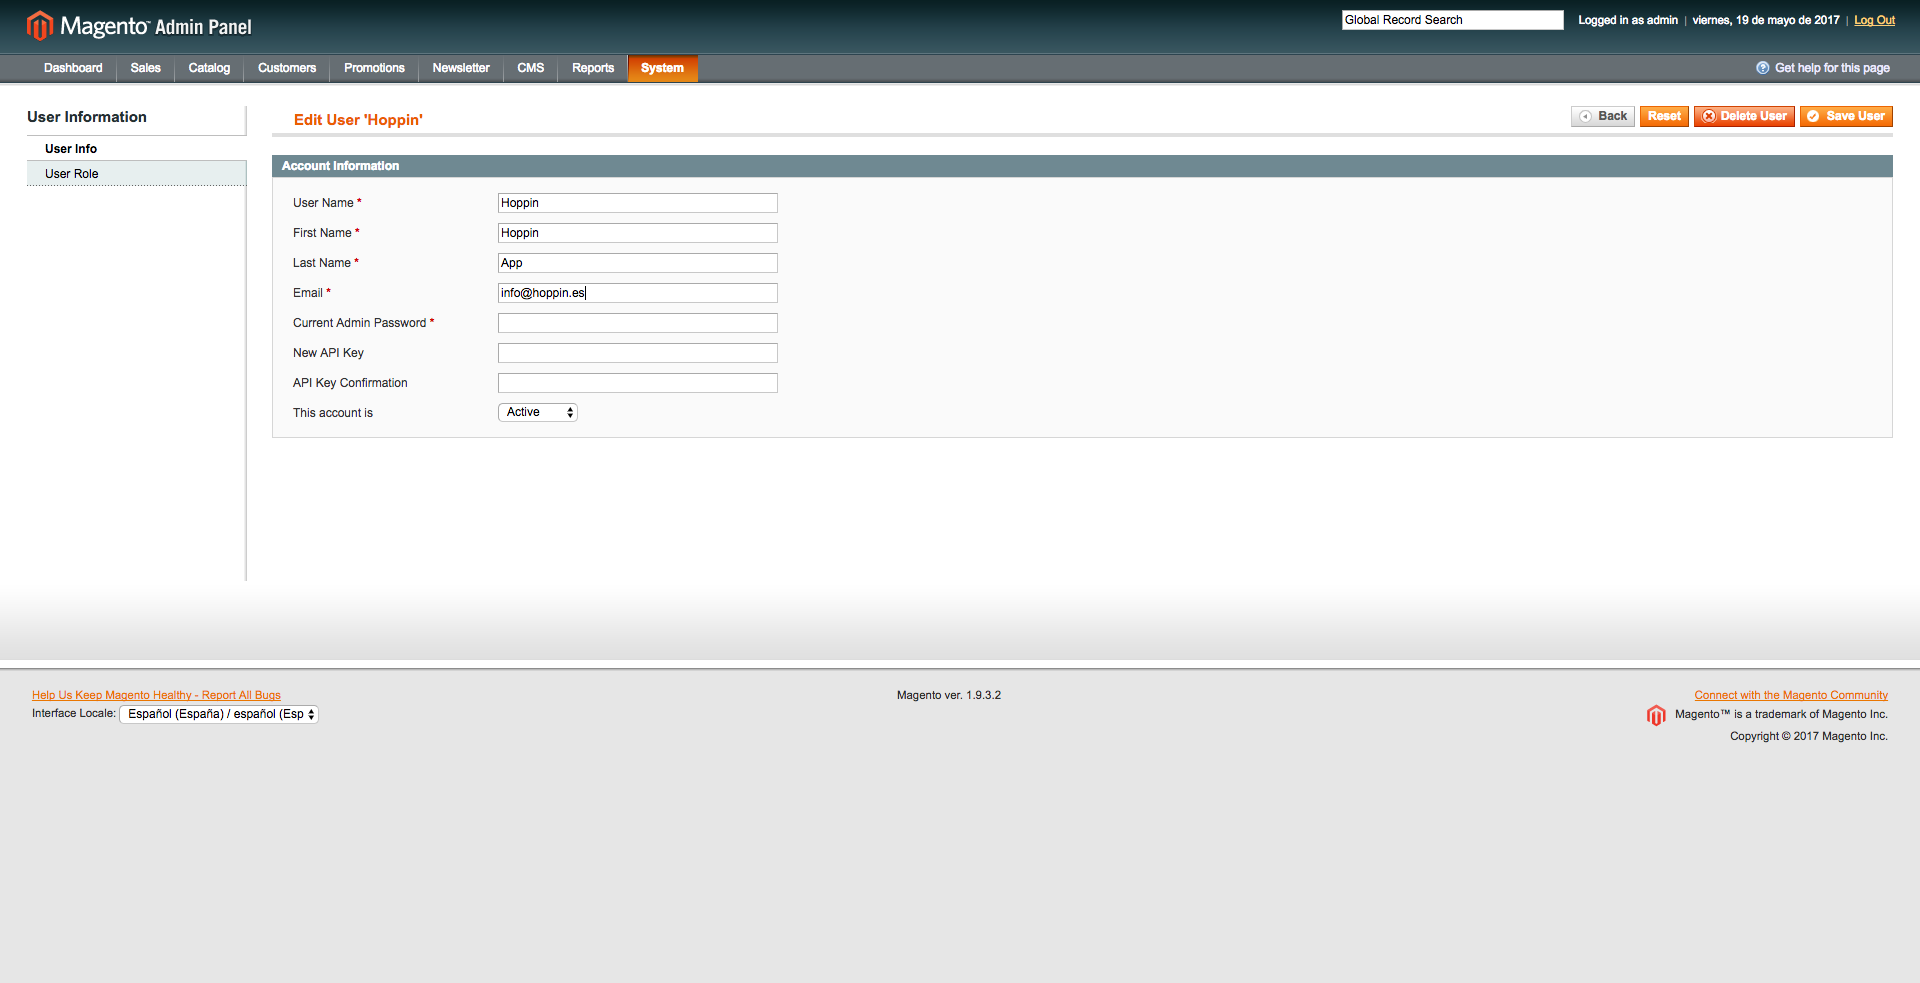 Magento™ Admin Panel
Global Record Search
Logged in as admin | viernes, 19 de mayo de 2017 | Log Out
Dashboard Sales Catalog Customers Promotions Newsletter CMS Reports System
Get help for this page
User Information
User Info
User Role
Edit User 'Hoppin'
Back Reset Delete User Save User
Account Information
User Name * Hoppin
First Name * Hoppin
Last Name * App
Email * info@hoppin.es
Current Admin Password *
New API Key
API Key Confirmation
This account is Active
Help Us Keep Magento Healthy - Report All Bugs
Interface Locale: Español (España) / español (Esp
Magento ver. 1.9.3.2
Connect with the Magento Community
Magento™ is a trademark of Magento Inc.
Copyright © 2017 Magento Inc.